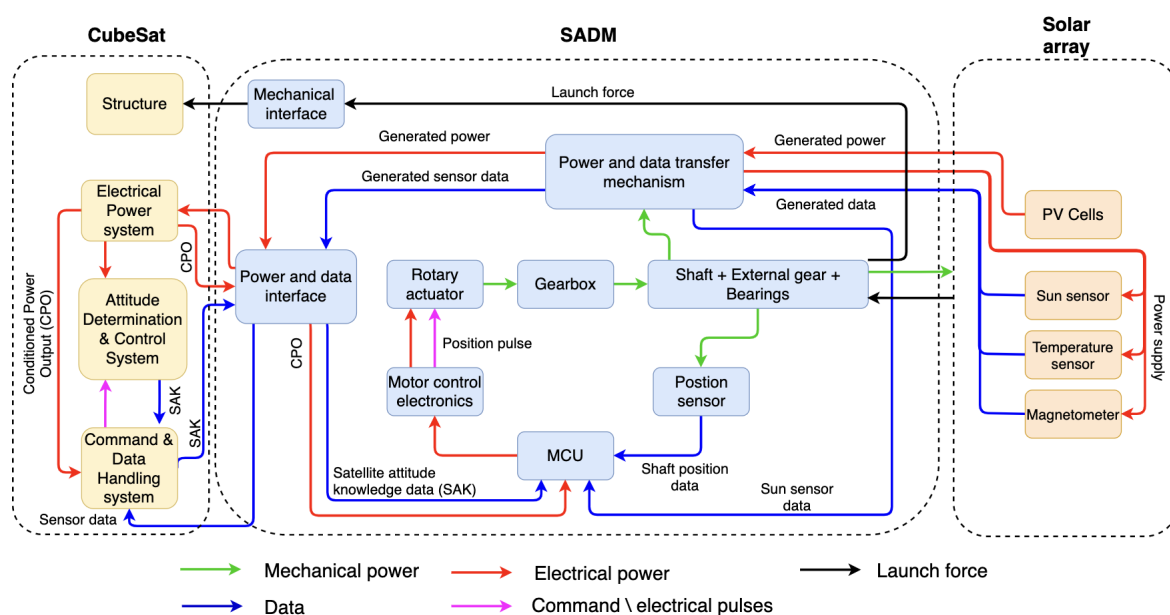 CubeSat
SADM
Solar
array
Structure
Mechanical
interface
Launch force
Generated power
Generated power
Power and data transfer
mechanism
Generated sensor data
Generated data
Electrical
Power
system
PV Cells
CPO
Power and data
interface
Rotary
actuator
Gearbox
Shaft + External gear +
Bearings
Attitude
Determination
& Control
System
Sun sensor
Conditioned Power
Output (CPO)
CPO
Position pulse
Power supply
Temperature
sensor
Motor control
electronics
Postion
sensor
SAK
SAK
Magnetometer
Command &
Data
Handling
system
MCU
Satellite attitude
knowledge data (SAK)
Shaft position
data
Sun sensor
data
Sensor data
Mechanical power
Electrical power
Launch force
Data
Command \ electrical pulses